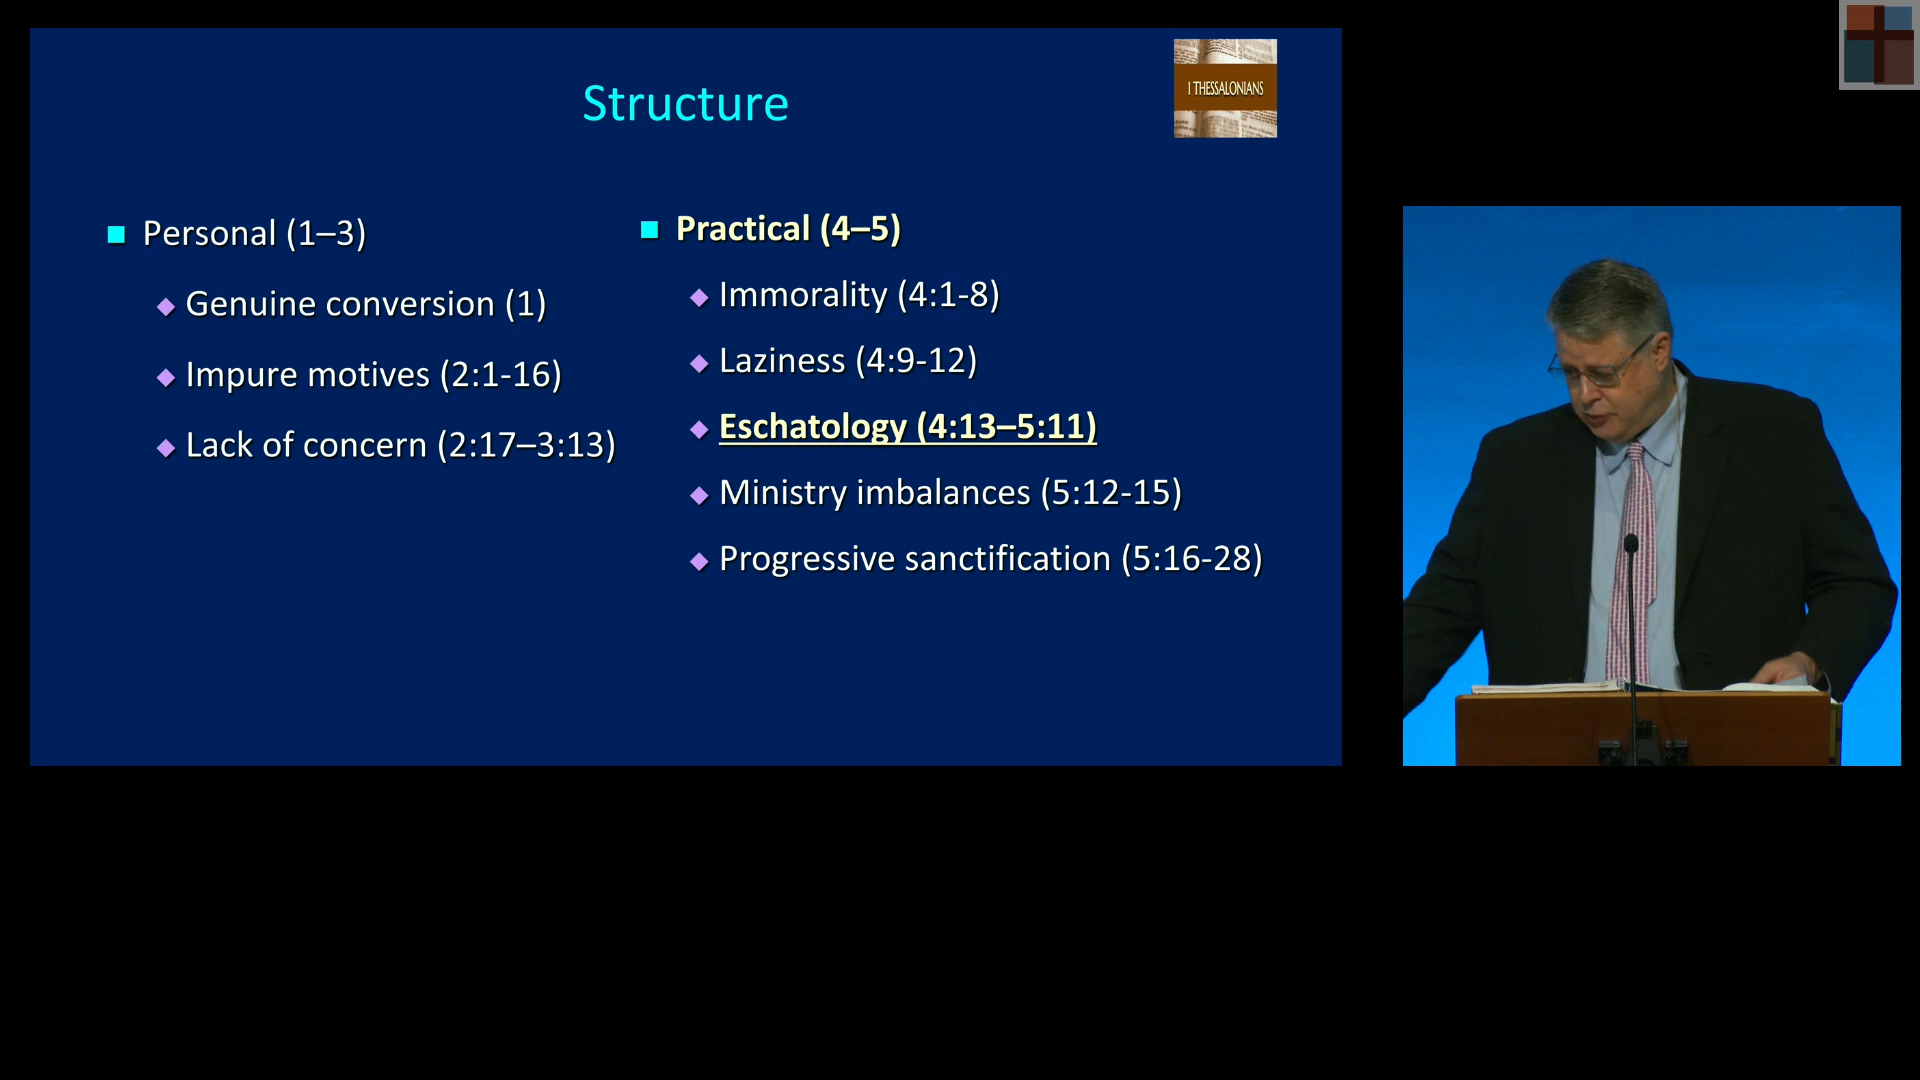 Structure
I THESSALONIANS
Personal (1–3)
Genuine conversion (1)
Impure motives (2:1-16)
Lack of concern (2:17–3:13)
Practical (4–5)
Immorality (4:1-8)
Laziness (4:9-12)
Eschatology (4:13–5:11)
Ministry imbalances (5:12-15)
Progressive sanctification (5:16-28)